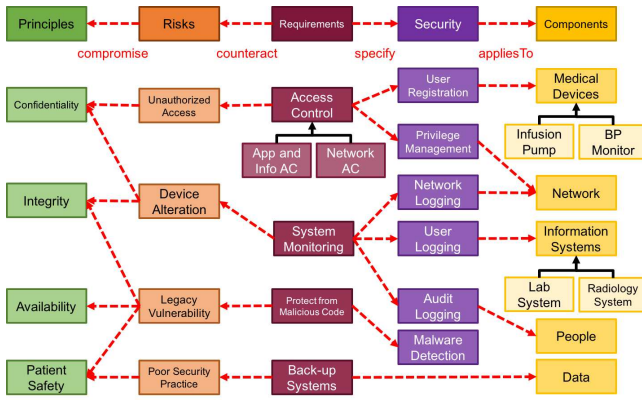 Principles
Risks
Requirements
Security
Components
compromise
counteract
specify
appliesTo
Confidentiality
Unauthorized
Access
Access
Control
User
Registration
Medical
Devices
App and
Info AC
Network
AC
Privilege
Management
Infusion
Pump
BP
Monitor
Integrity
Device
Alteration
System
Monitoring
Network
Logging
Network
User
Logging
Information
Systems
Lab
System
Radiology
System
Availability
Legacy
Vulnerability
Protect from
Malicious Code
Audit
Logging
People
Malware
Detection
Patient
Safety
Poor Security
Practice
Back-up
Systems
Data